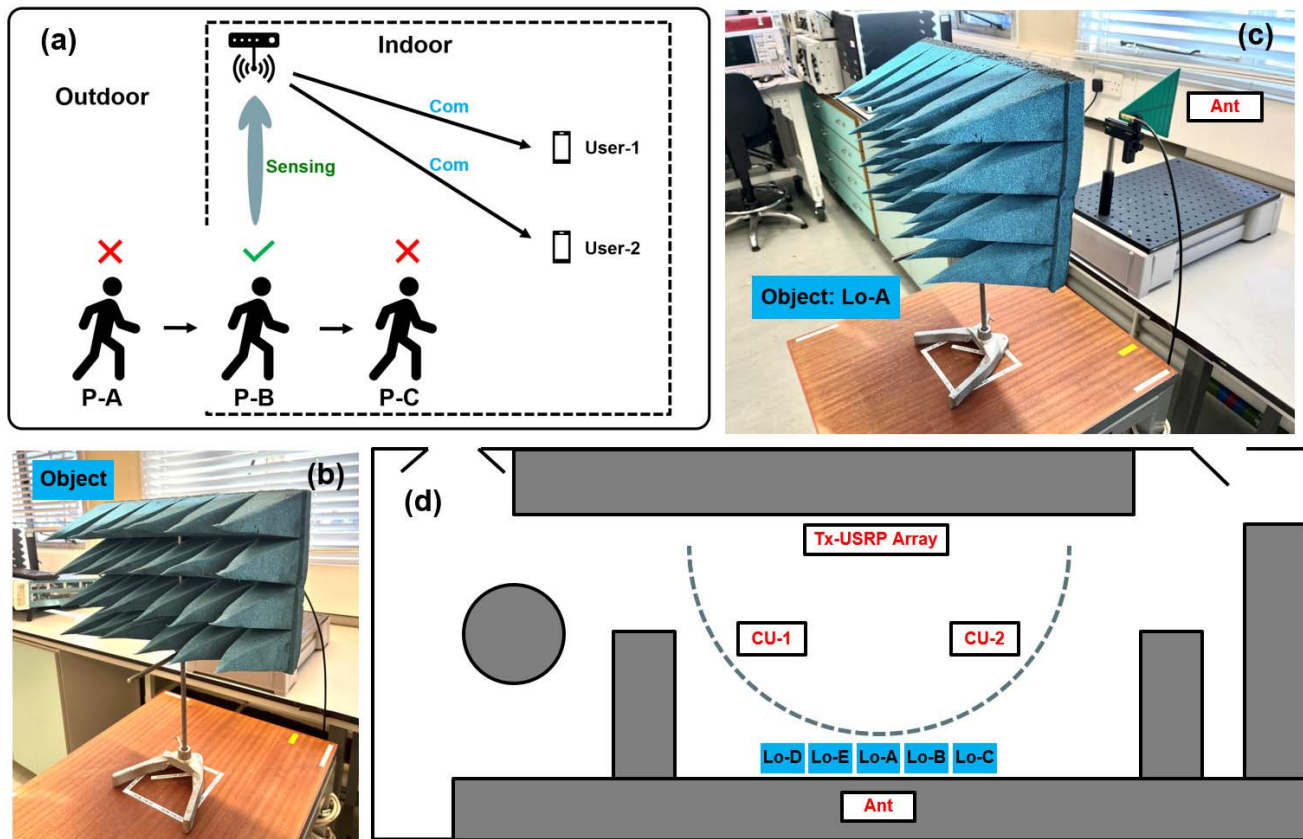 (a)
Indoor
Outdoor
Com
User-1
Com
Sensing
User-2
P-A
P-B
P-C
(c)
Ant
Object: Lo-A
Object
(b)
(d)
Tx-USRP Array
CU-1
CU-2
Lo-D
Lo-E
Lo-A
Lo-B
Lo-C
Ant